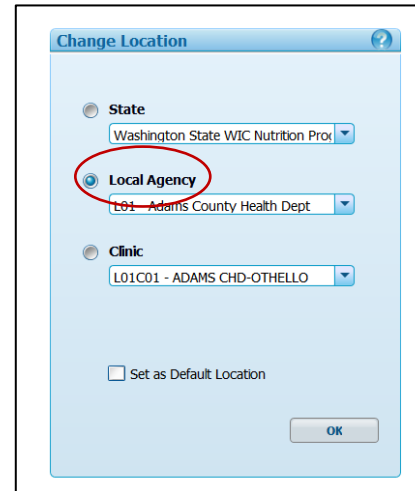 Change Location
State
Washington State WIC Nutrition Prog
Local Agency
L01 - Adams County Health Dept
Clinic
L01C01 - ADAMS CHD-OTHELLO
Set as Default Location
OK